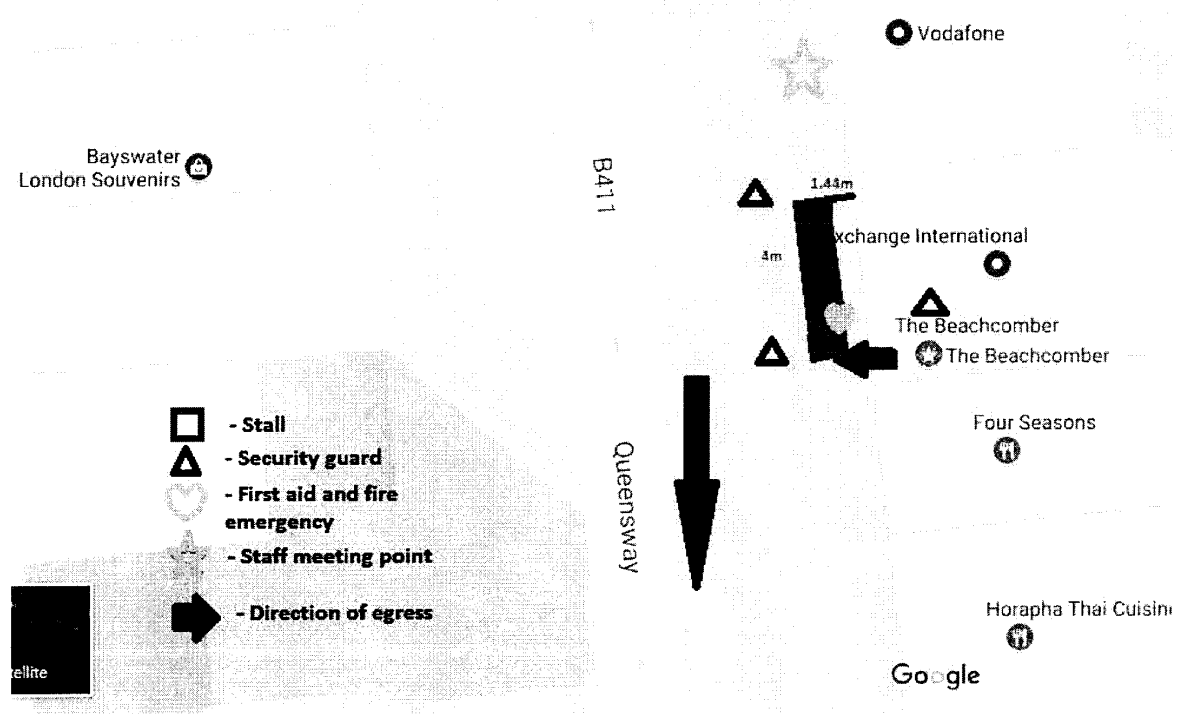 Vodafone
Bayswater
London Souvenirs
B411
1.44m
xchange International
4m
The Beachcomber
The Beachcomber
Four Seasons
- Stall
- Security guard
- First aid and fire
emergency
- Staff meeting point
- Direction of egress
Queensway
Horapha Thai Cuisin
tellite
Google